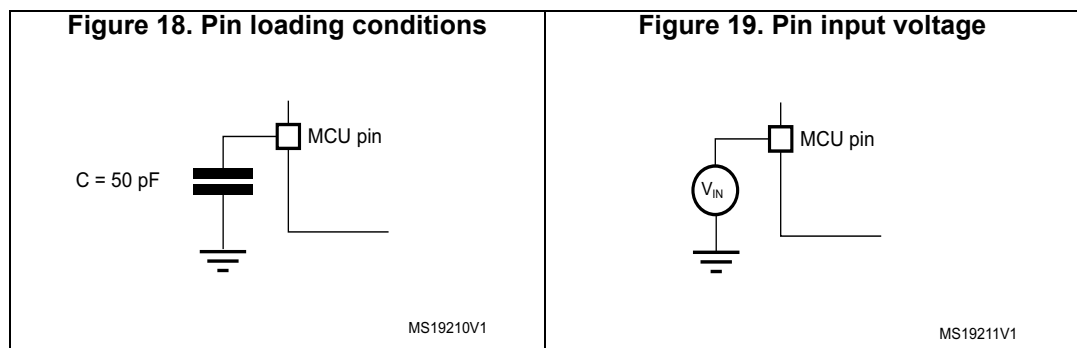 Figure 18. Pin loading conditions
MCU pin
C = 50 pF
MS19210V1
Figure 19. Pin input voltage
MCU pin
VIN
MS19211V1